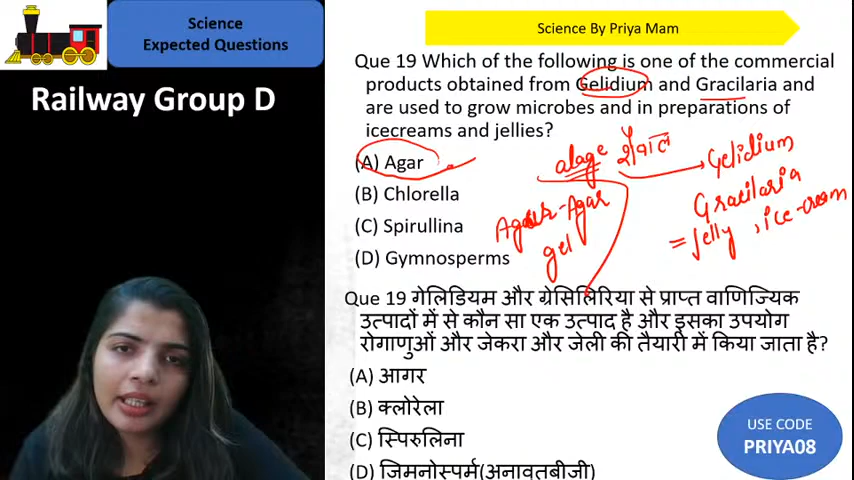 Science
Expected Questions
Science By Priya Mam
Railway Group D
Que 19 Which of the following is one of the commercial
products obtained from Gelidium and Gracilaria and
are used to grow microbes and in preparations of
icecreams and jellies?
(A) Agar
(B) Chlorella
(C) Spirullina
(D) Gymnosperms
alage शैवाल
Gelidium
Gracilaria
= Jelly, ice-cream
Agar-Agar
gel
Que 19 गेलिडियम और ग्रेसिलिरिया से प्राप्त वाणिज्यिक
उत्पादों में से कौन सा एक उत्पाद है और इसका उपयोग
रोगाणुओं और जेकरा और जेली की तैयारी में किया जाता है?
(A) आगर
(B) क्लोरेला
(C) स्पिरुलिना
(D) जिमनोस्पर्म(अनावतबीजी)
USE CODE
PRIYA08